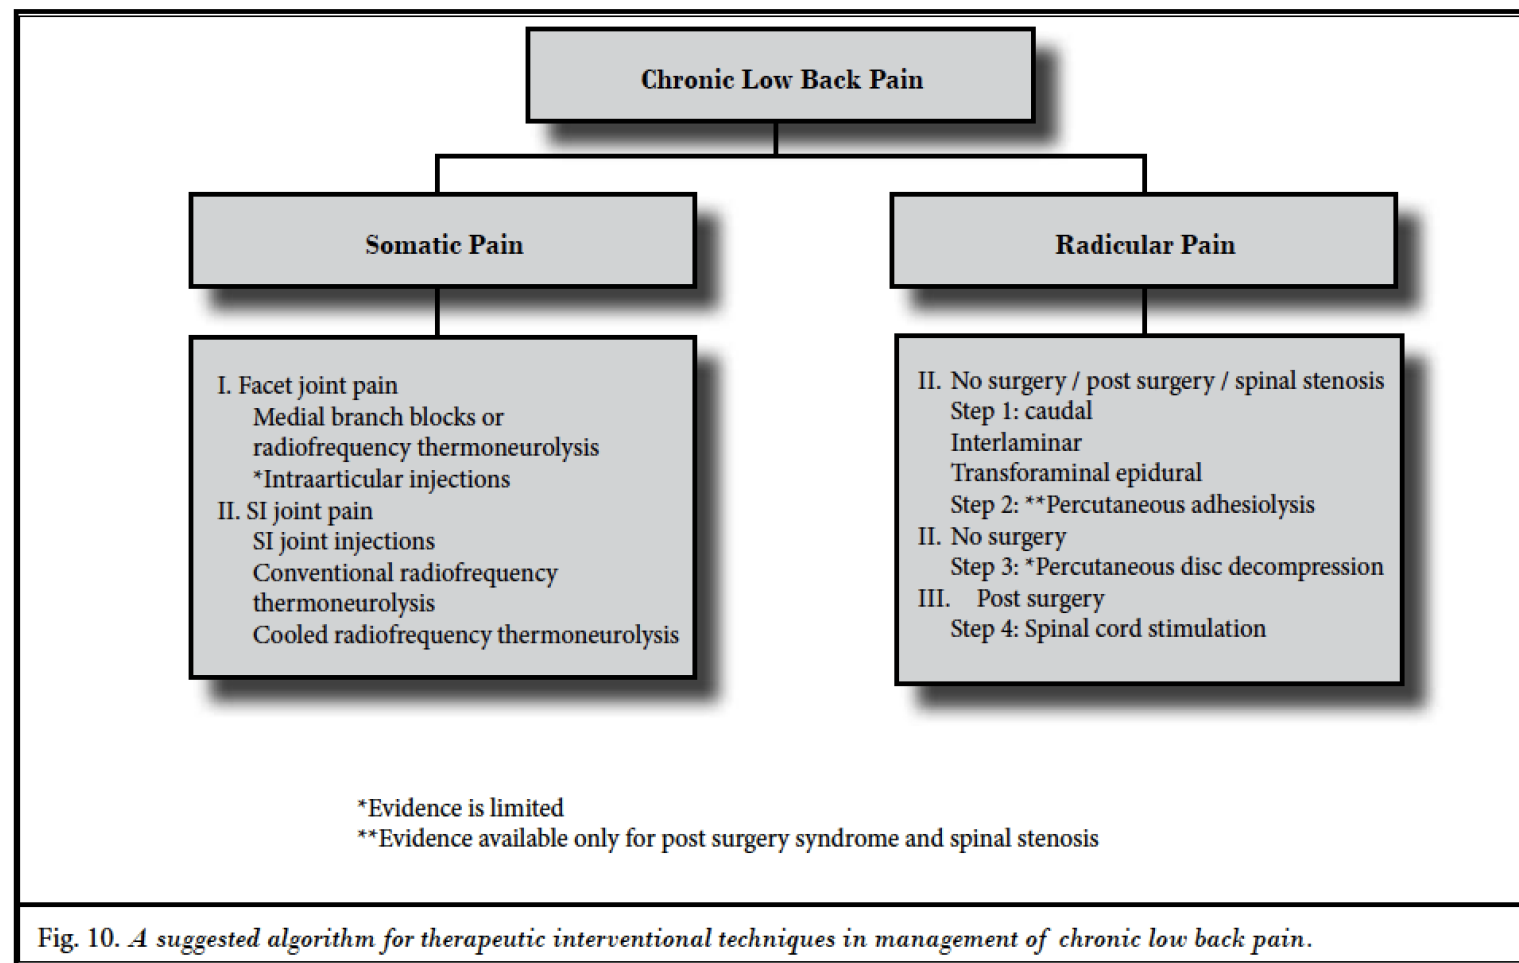 Chronic Low Back Pain
Somatic Pain
Radicular Pain
I. Facet joint pain
Medial branch blocks or
radiofrequency thermoneurolysis
*Intraarticular injections
II. SI joint pain
SI joint injections
Conventional radiofrequency
thermoneurolysis
Cooled radiofrequency thermoneurolysis
II. No surgery / post surgery / spinal stenosis
Step 1: caudal
Interlaminar
Transforaminal epidural
Step 2: **Percutaneous adhesiolysis
II. No surgery
Step 3: *Percutaneous disc decompression
III. Post surgery
Step 4: Spinal cord stimulation
*Evidence is limited
**Evidence available only for post surgery syndrome and spinal stenosis
Fig. 10. A suggested algorithm for therapeutic interventional techniques in management of chronic low back pain.